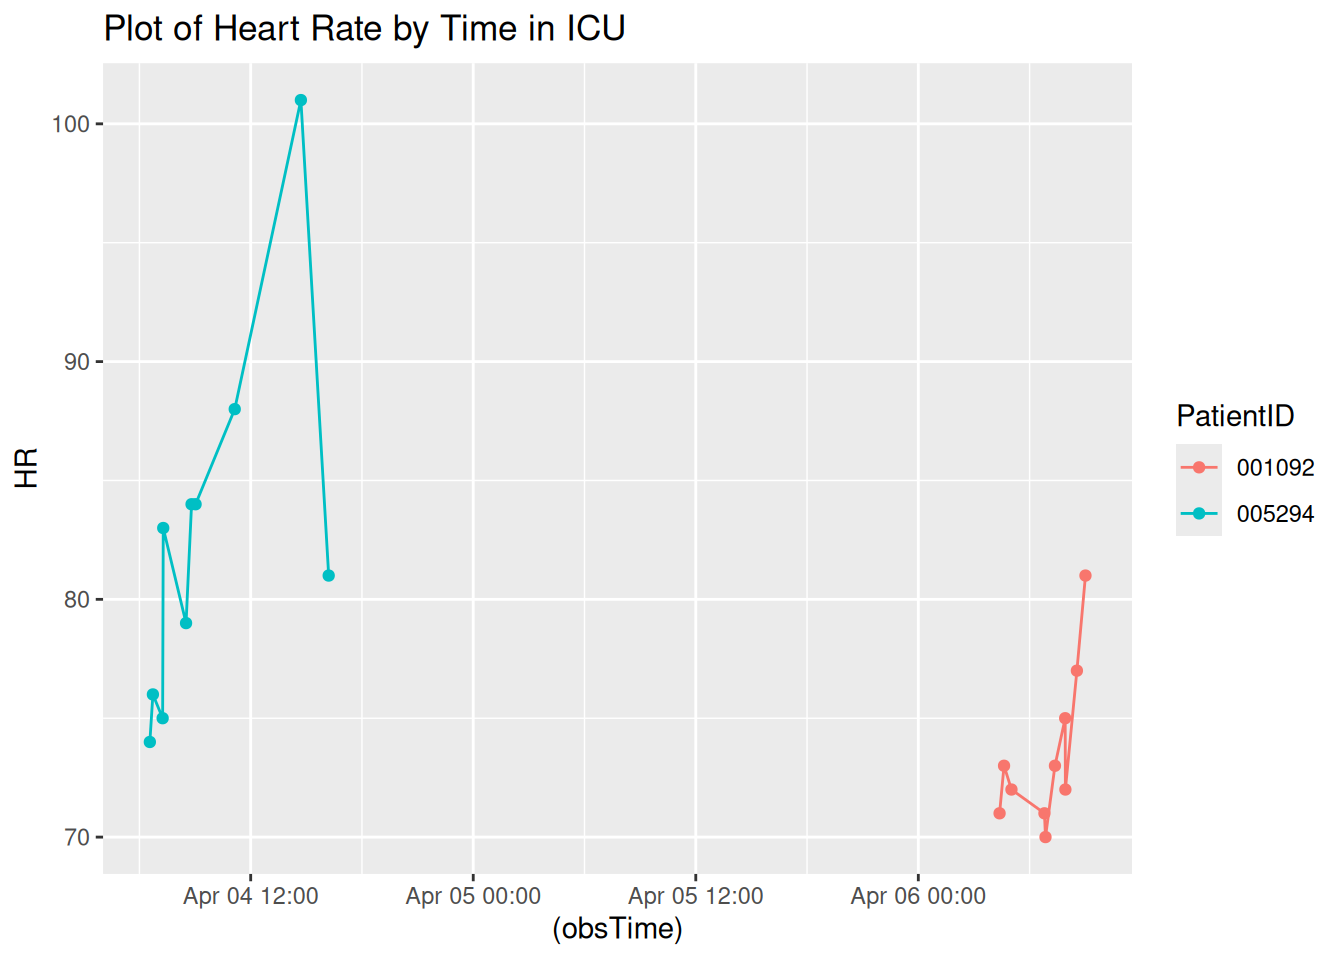 Plot of Heart Rate by Time in ICU
100
90
80
70
HR
Apr 04 12:00
Apr 05 00:00
Apr 05 12:00
Apr 06 00:00
(obsTime)
PatientID
001092
005294